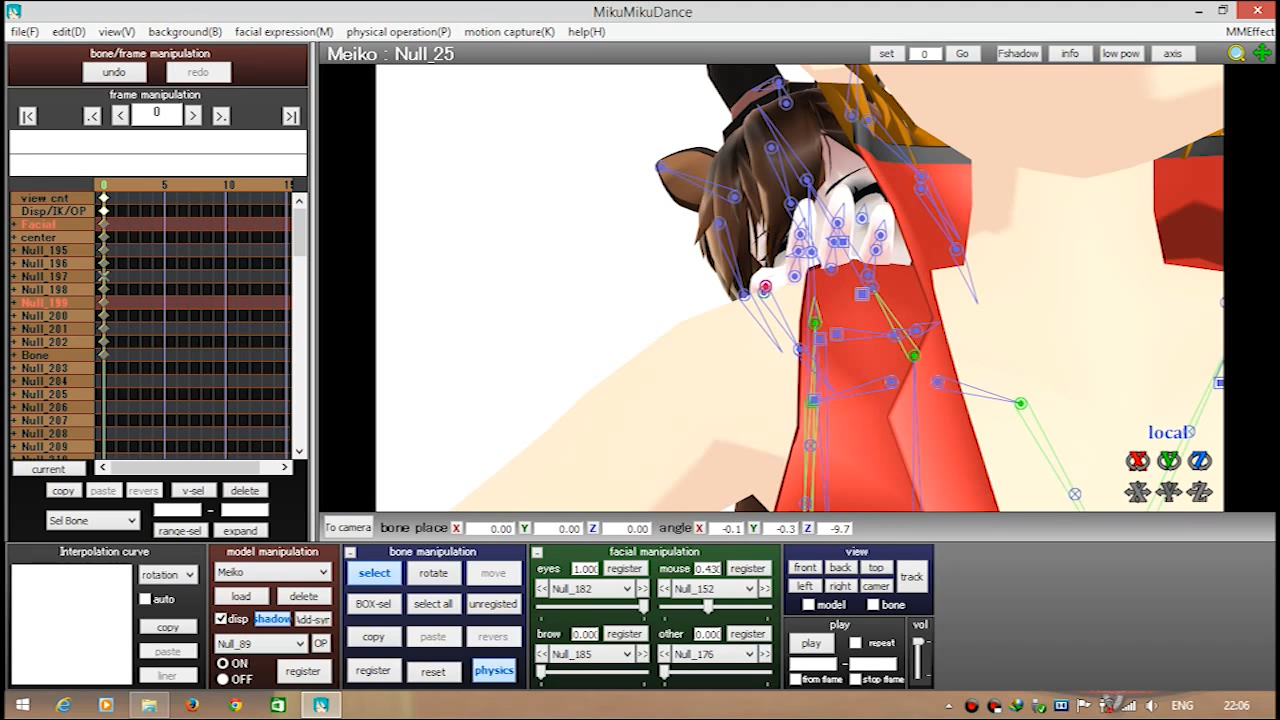 MikuMikuDance
file(F) edit(D) view(V) background(B) facial expression(M) physical operation(P) motion capture(K) help(H) MMEffect
bone/frame manipulation
undo redo
Meiko : Null_25
set 0 Go Fshadow info low pow axis
frame manipulation
|< .< < 0 > >. >|
0 5 10 15
view cnt
Disp/IK/OP
Facial
+ center
+ Null_195
+ Null_196
+ Null_197
+ Null_198
+ Null_199
+ Null_200
+ Null_201
+ Null_202
+ Bone
+ Null_203
+ Null_204
+ Null_205
+ Null_206
+ Null_207
+ Null_208
+ Null_209
local
X Y Z
X Y Z
current
copy paste revers v-sel delete
Sel Bone -
range-sel expand
To camera bone place X 0.00 Y 0.00 Z 0.00 angle X -0.1 Y -0.3 Z -9.7
Interpolation curve
rotation
auto
copy
paste
liner
model manipulation
Meiko
load delete
disp shadow Add-syn
Null_89 OP
ON
OFF
register
- bone manipulation
select rotate move
BOX-sel select all unregisted
copy paste revers
register reset physics
- facial manipulation
eyes 1.000 register mouse 0.430 register
<< Null_182 >> << Null_152 >>
brow 0.000 register other 0.000 register
<< Null_185 >> << Null_176 >>
view
front back top
left right camer
track
model bone
play
play repeat
-
from flame stop flame
vol
ENG 22:06